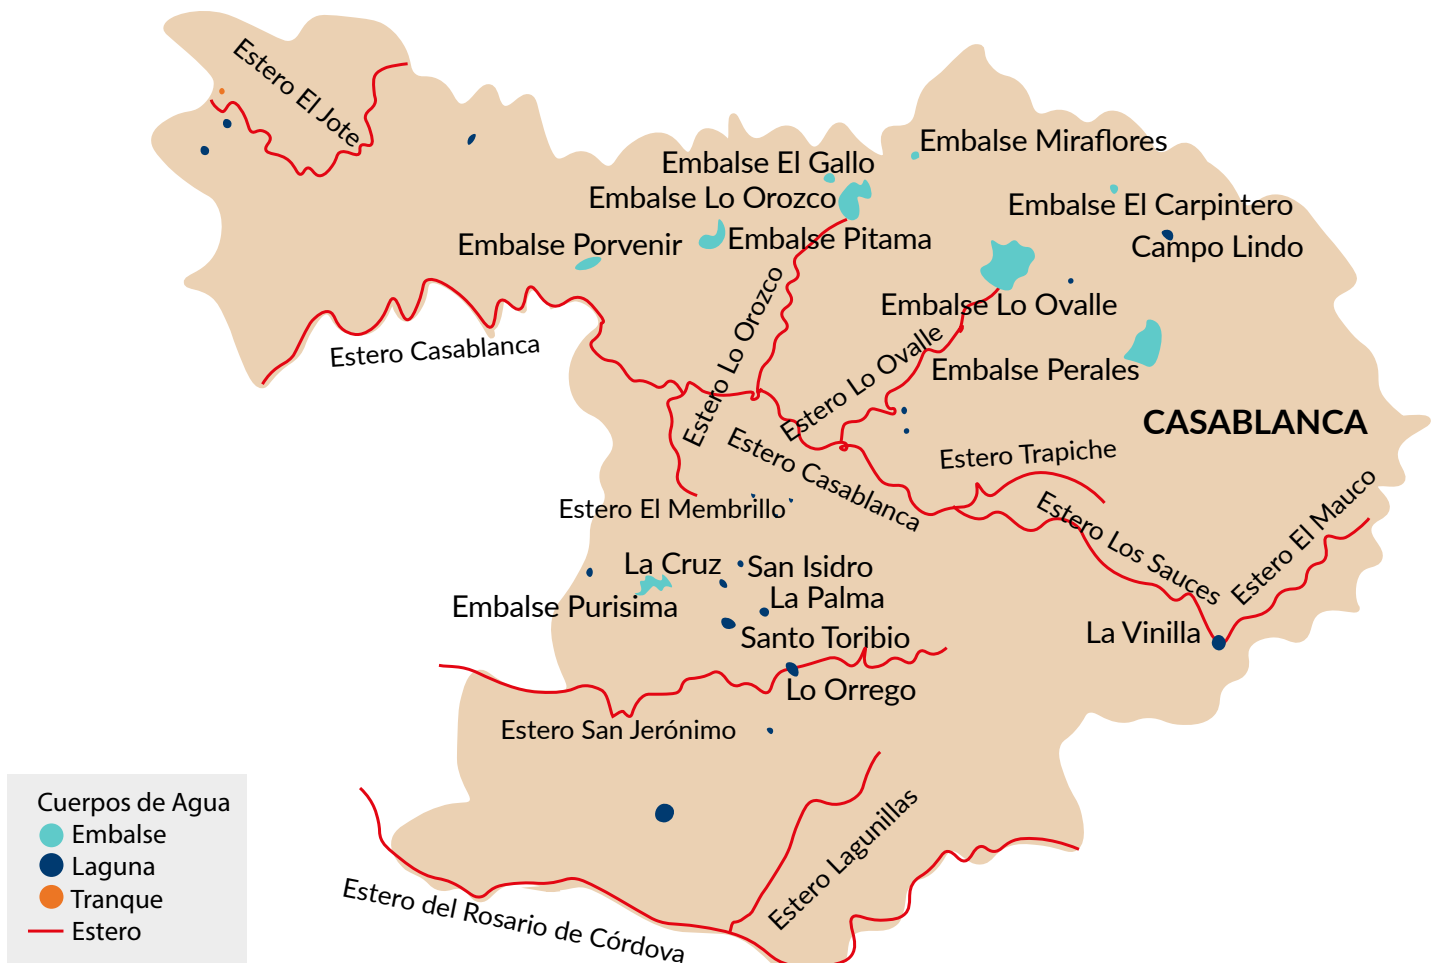 Estero El Jote
Embalse Miraflores
Embalse El Gallo
Embalse Lo Orozco
Embalse El Carpintero
Embalse Porvenir
Embalse Pitama
Campo Lindo
Embalse Lo Ovalle
Estero Casablanca
Estero Lo Orozco
Estero Lo Ovalle
Embalse Perales
CASABLANCA
Estero Casablanca
Estero Trapiche
Estero El Membrillo
Estero Los Sauces
Estero El Mauco
La Cruz
San Isidro
Embalse Purisima
La Palma
Santo Toribio
La Vinilla
Lo Orrego
Estero San Jerónimo
Estero Lagunillas
Estero del Rosario de Córdova
Cuerpos de Agua
Embalse
Laguna
Tranque
Estero